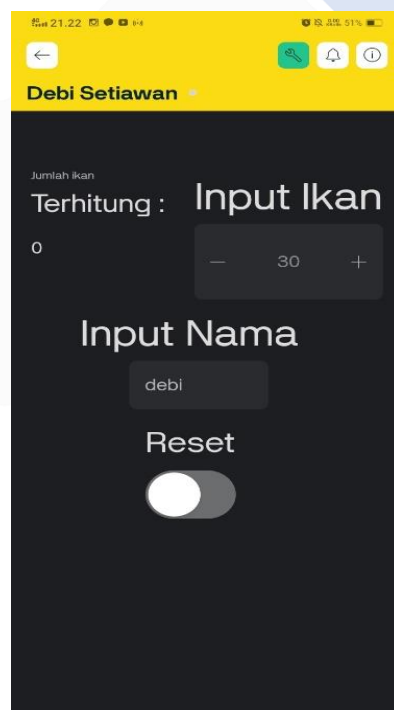 21.22 51%
Debi Setiawan
Jumlah ikan
Terhitung :
0
Input Ikan
— 30 +
Input Nama
debi
Reset